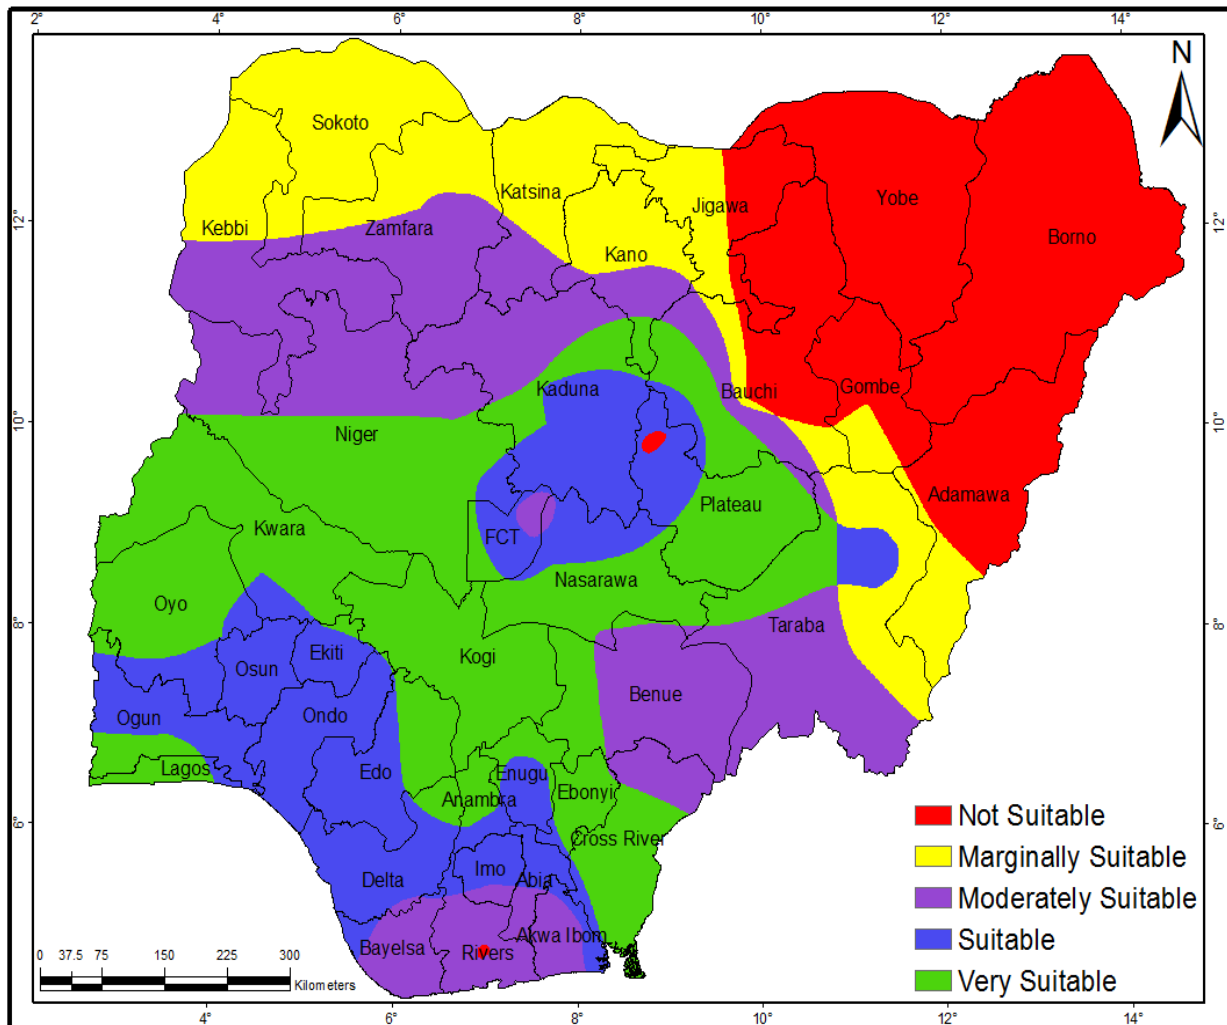 2° 4° 6° 8° 10° 12° 14°
N
Sokoto
Katsina
Jigawa
Yobe
12° 12°
Kebbi
Zamfara
Borno
Kano
Kaduna
Bauchi
Gombe
10° 10°
Niger
Adamawa
Plateau
Kwara
FCT
Nasarawa
Oyo
8° 8°
Taraba
Ekiti
Kogi
Osun
Benue
Ogun
Ondo
Lagos
Edo
Enugu
Anambra
Ebonyi
6° 6°
Cross River
Imo
Delta
Abia
Akwa Ibom
Bayelsa
Rivers
Not Suitable
Marginally Suitable
Moderately Suitable
Suitable
Very Suitable
0 37.5 75 150 225 300
Kilometers
4° 6° 8° 10° 12° 14°